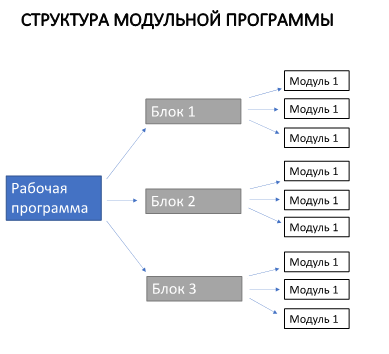 СТРУКТУРА МОДУЛЬНОЙ ПРОГРАММЫ
Рабочая
программа
Блок 1
Модуль 1
Модуль 1
Модуль 1
Блок 2
Модуль 1
Модуль 1
Модуль 1
Блок 3
Модуль 1
Модуль 1
Модуль 1